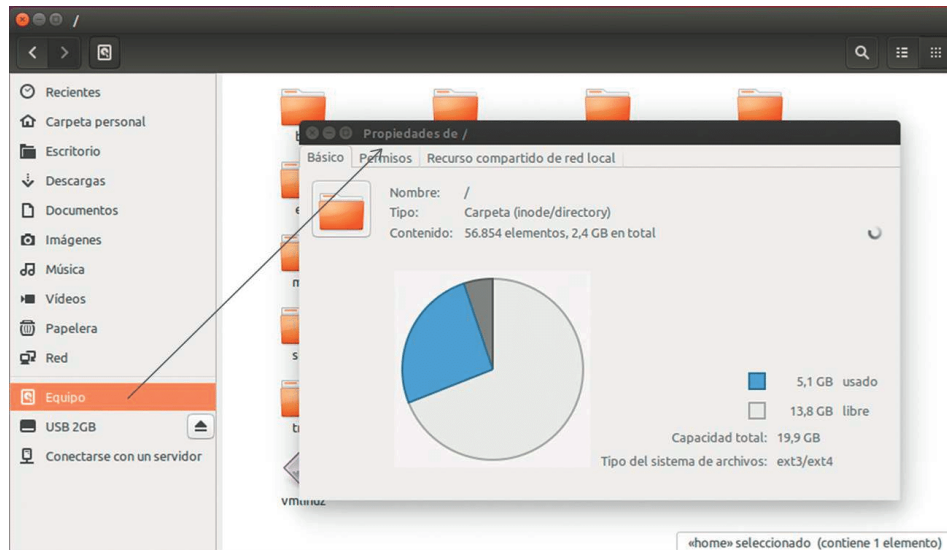 /
Recientes
Carpeta personal
Escritorio
Descargas
Documentos
Imágenes
Música
Vídeos
Papelera
Red
Equipo
USB 2GB
Conectarse con un servidor
Propiedades de /
Básico Permisos Recurso compartido de red local
Nombre: /
Tipo: Carpeta (inode/directory)
Contenido: 56.854 elementos, 2,4 GB en total
5,1 GB usado
13,8 GB libre
Capacidad total: 19,9 GB
Tipo del sistema de archivos: ext3/ext4
vmlinuz
«home» seleccionado (contiene 1 elemento)